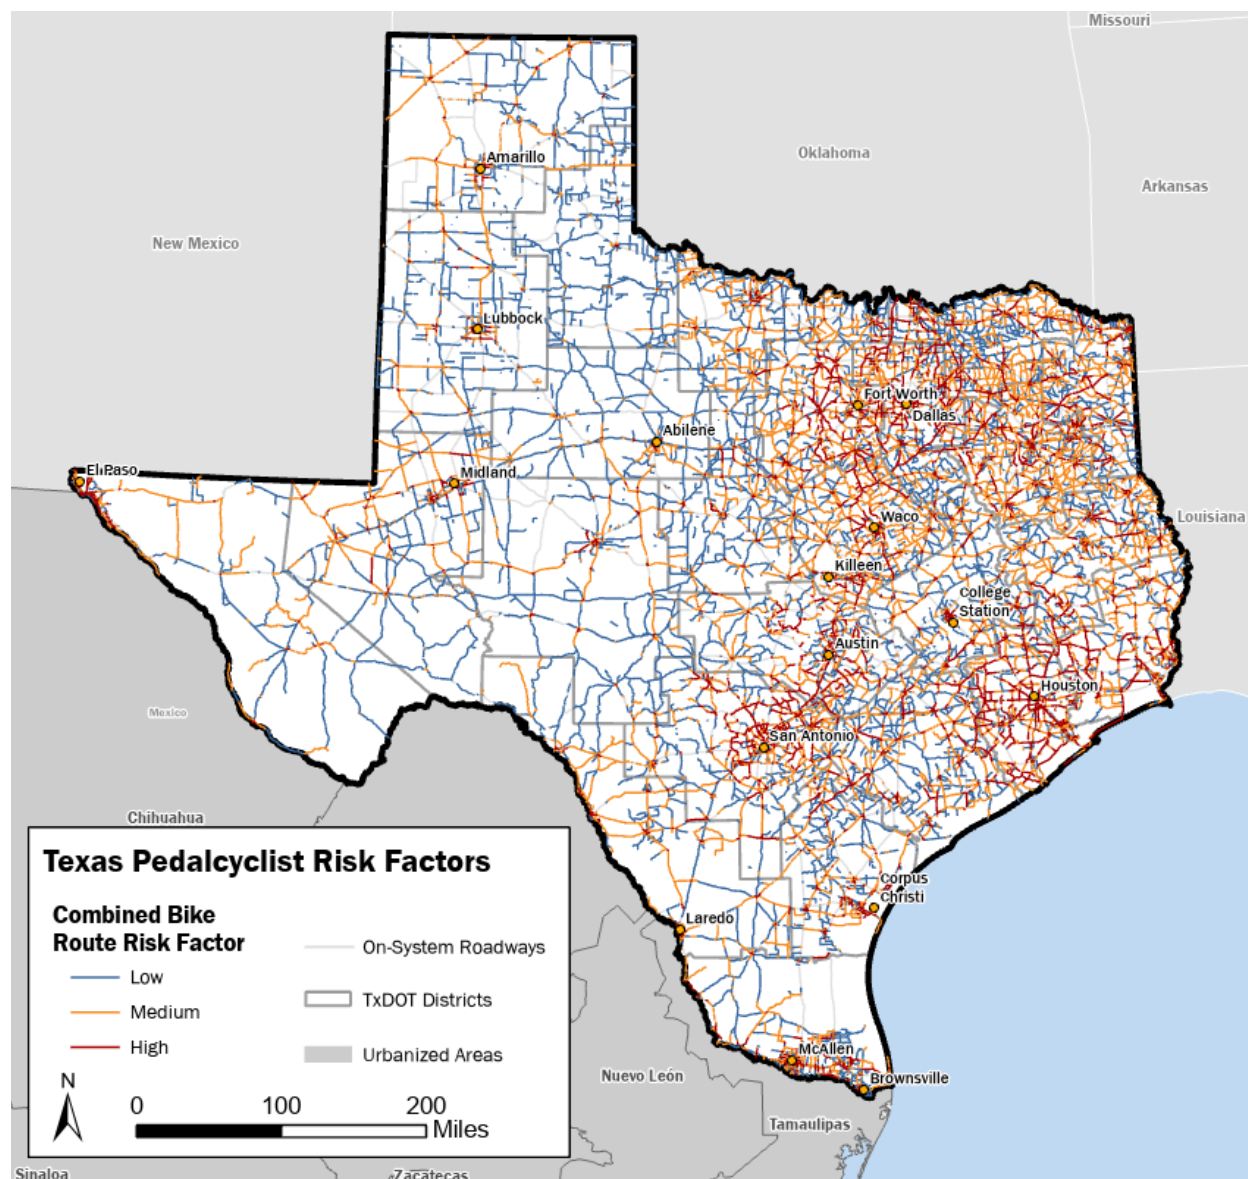 Missouri
Oklahoma
Arkansas
New Mexico
Amarillo
Lubbock
Fort Worth
Dallas
Abilene
El Paso
Midland
Louisiana
Waco
Killeen
College
Station
Austin
Houston
Mexico
San Antonio
Chihuahua
Corpus
Christi
Laredo
McAllen
Brownsville
Nuevo León
Tamaulipas
Sinaloa
Zacatecas
Texas Pedalcyclist Risk Factors
Combined Bike
Route Risk Factor
Low
Medium
High
On-System Roadways
TxDOT Districts
Urbanized Areas
N
0 100 200
Miles